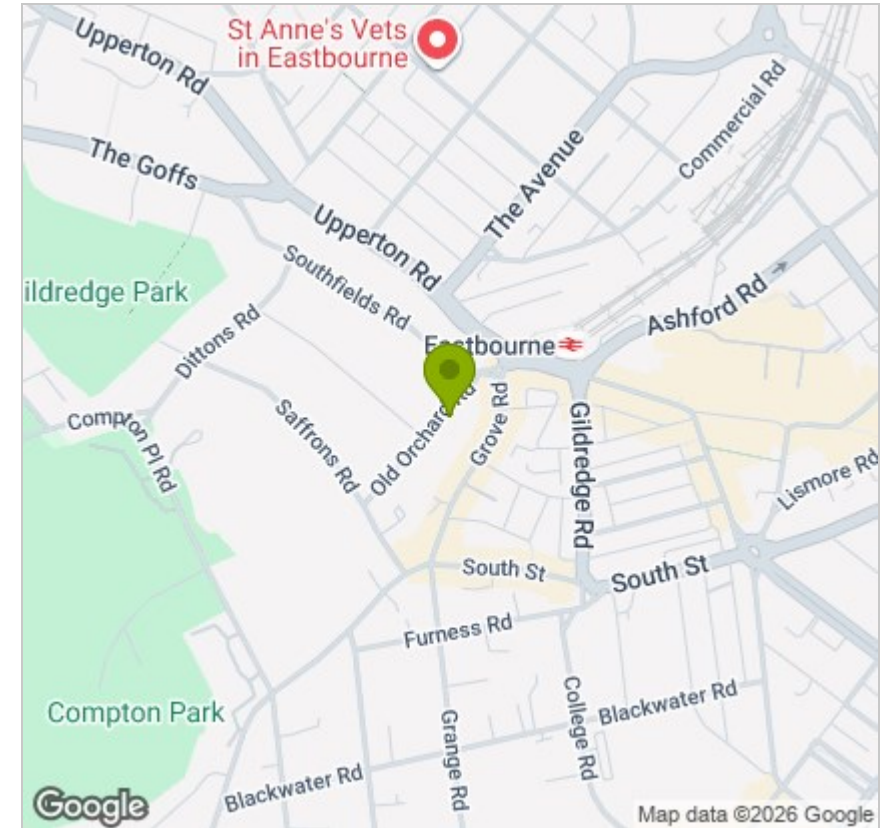 Upperton Rd
St Anne's Vets
in Eastbourne
The Goffs
The Avenue
Commercial Rd
Upperton Rd
ildredge Park
Southfields Rd
Dittons Rd
Ashford Rd
Eastbourne
Compton Pl Rd
Saffrons Rd
Old Orchard Rd
Grove Rd
Gildredge Rd
Lismore Rd
South St
South St
Furness Rd
Compton Park
College Rd
Blackwater Rd
Grange Rd
Blackwater Rd
Google
Map data ©2026 Google